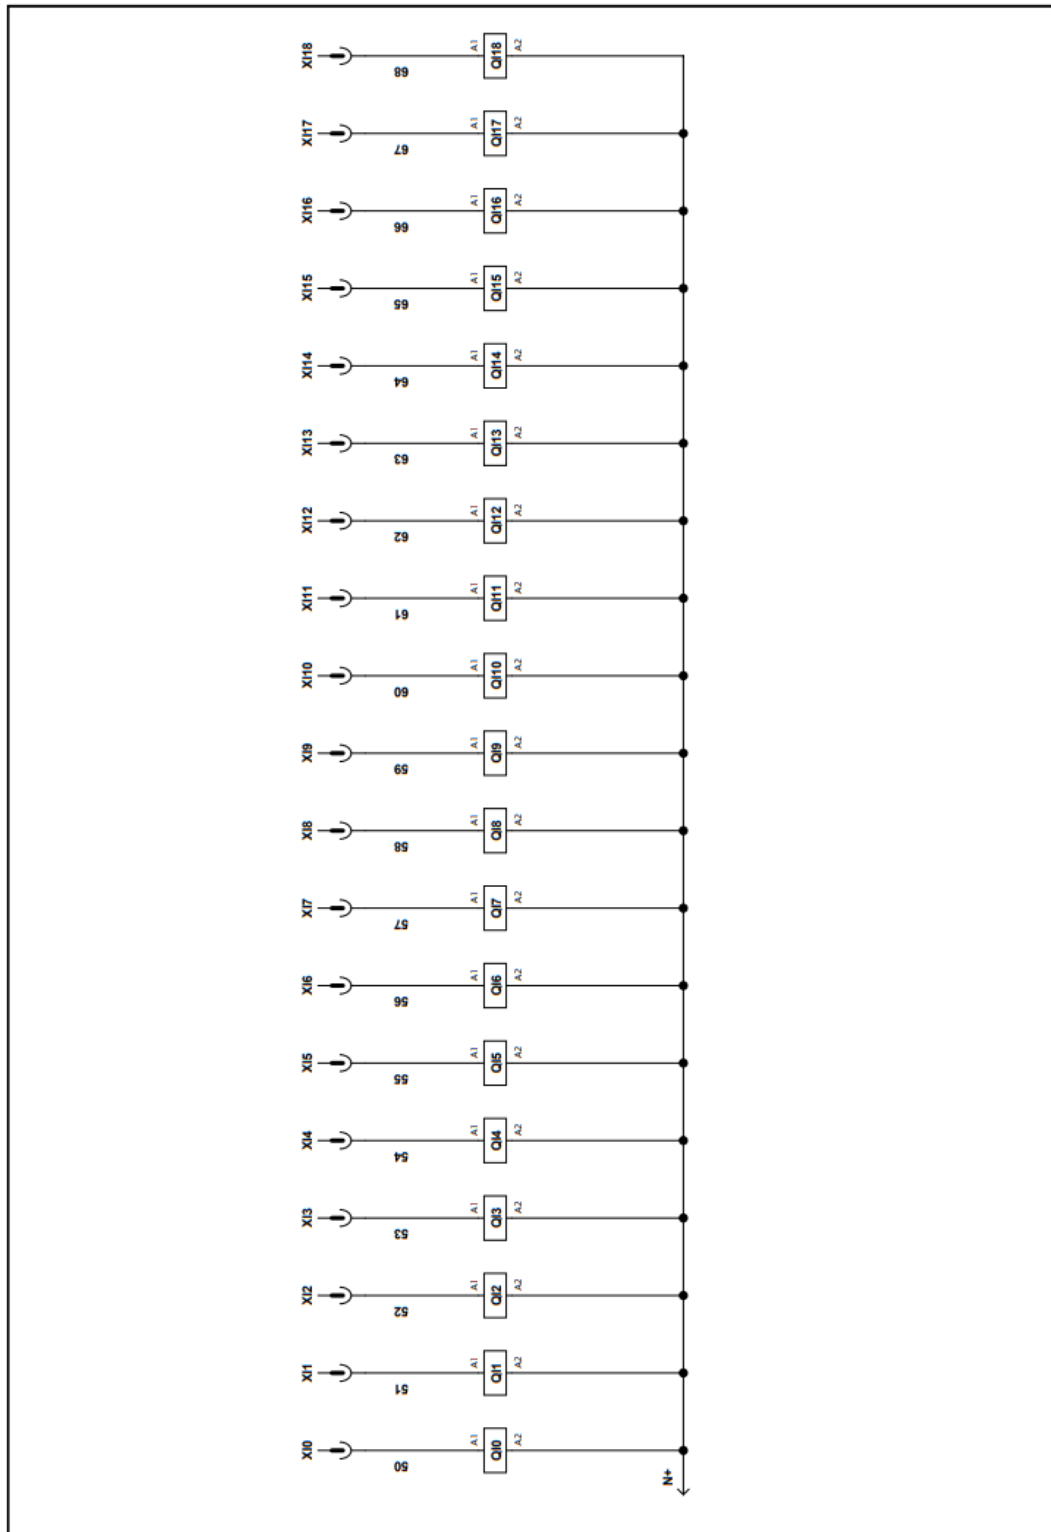 XI18 68 A1 QI18 A2
XI17 67 A1 QI17 A2
XI16 66 A1 QI16 A2
XI15 65 A1 QI15 A2
XI14 64 A1 QI14 A2
XI13 63 A1 QI13 A2
XI12 62 A1 QI12 A2
XI11 61 A1 QI11 A2
XI10 60 A1 QI10 A2
XI9 59 A1 QI9 A2
XI8 58 A1 QI8 A2
XI7 57 A1 QI7 A2
XI6 56 A1 QI6 A2
XI5 55 A1 QI5 A2
XI4 54 A1 QI4 A2
XI3 53 A1 QI3 A2
XI2 52 A1 QI2 A2
XI1 51 A1 QI1 A2
XI0 50 A1 QI0 A2
N+